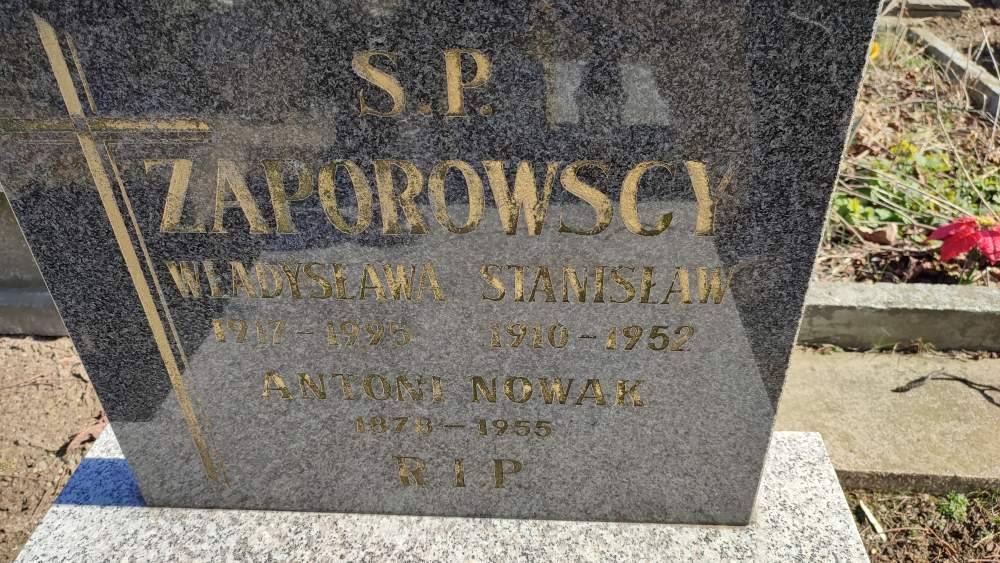 S.P.
ZAPOROWSCY
WŁADYSŁAWA STANISŁAW
1917 – 1995 1910 – 1952
ANTONI NOWAK
1878 – 1955
R I P